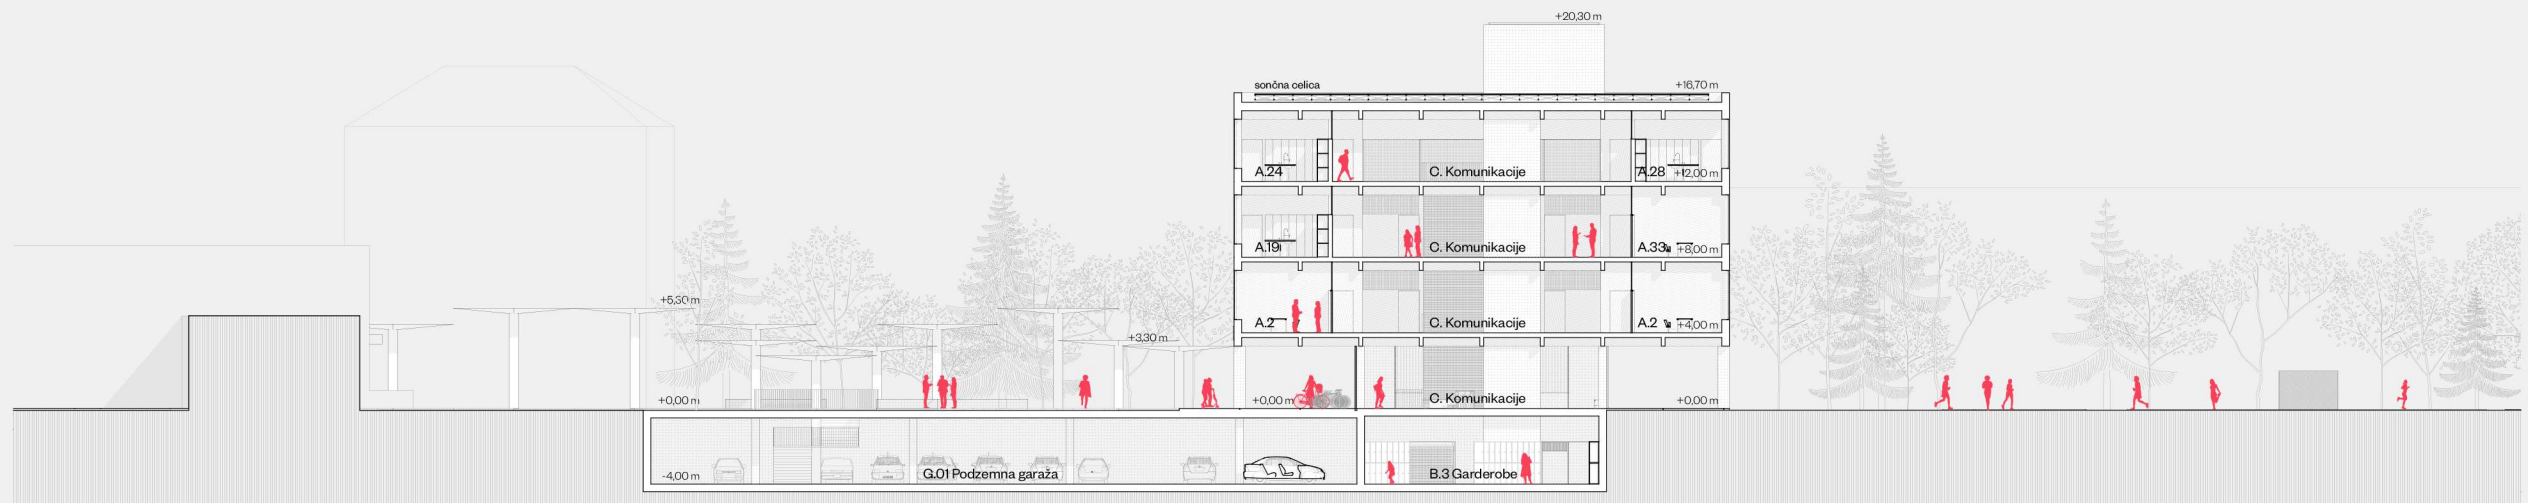 +20,30 m
sončna celica
+16,70 m
A.24
C. Komunikacije
A.28
+12,00 m
A.19
C. Komunikacije
A.33
+8,00 m
+5,30 m
A.2
C. Komunikacije
A.2
+4,00 m
+3,30 m
+0,00 m
+0,00 m
C. Komunikacije
+0,00 m
-4,00 m
G.01 Podzemna garaža
B.3 Garderobe